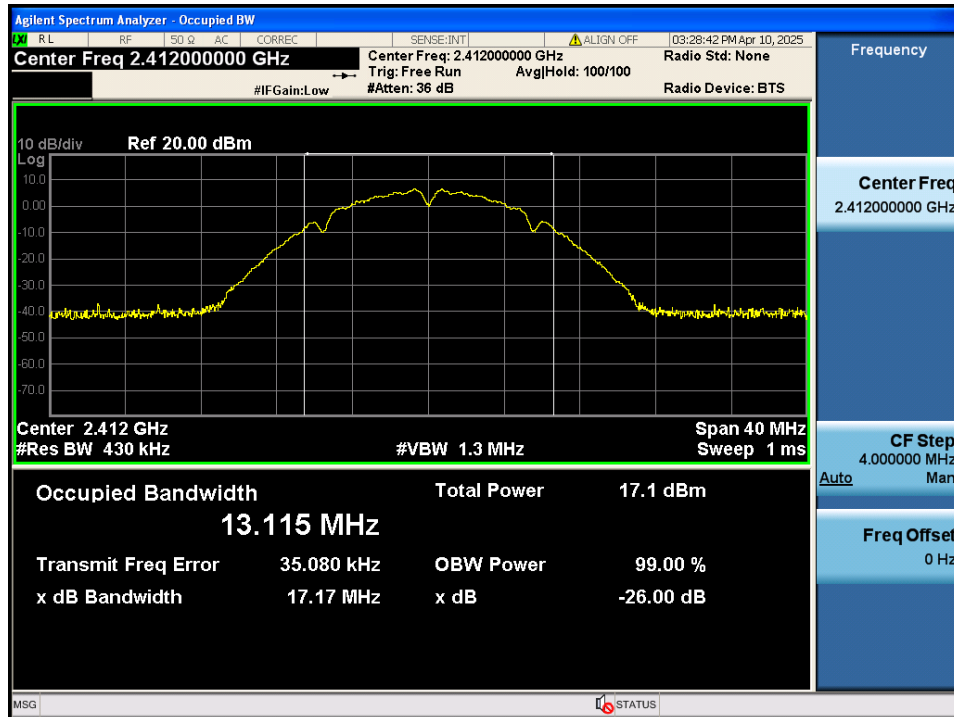 Agilent Spectrum Analyzer - Occupied BW
LXI RL RF 50 Ω AC CORREC SENSE:INT ALIGN OFF 03:28:42 PM Apr 10, 2025
Center Freq 2.412000000 GHz
Center Freq: 2.412000000 GHz
Radio Std: None
Trig: Free Run Avg|Hold: 100/100
#IFGain:Low
#Atten: 36 dB
Radio Device: BTS
10 dB/div Ref 20.00 dBm
Log
10.0
0.00
-10.0
-20.0
-30.0
-40.0
-50.0
-60.0
-70.0
Center 2.412 GHz Span 40 MHz
#Res BW 430 kHz #VBW 1.3 MHz Sweep 1 ms
Occupied Bandwidth Total Power 17.1 dBm
13.115 MHz
Transmit Freq Error 35.080 kHz OBW Power 99.00 %
x dB Bandwidth 17.17 MHz x dB -26.00 dB
Frequency
Center Freq
2.412000000 GHz
CF Step
4.000000 MHz
Auto Man
Freq Offset
0 Hz
MSG STATUS